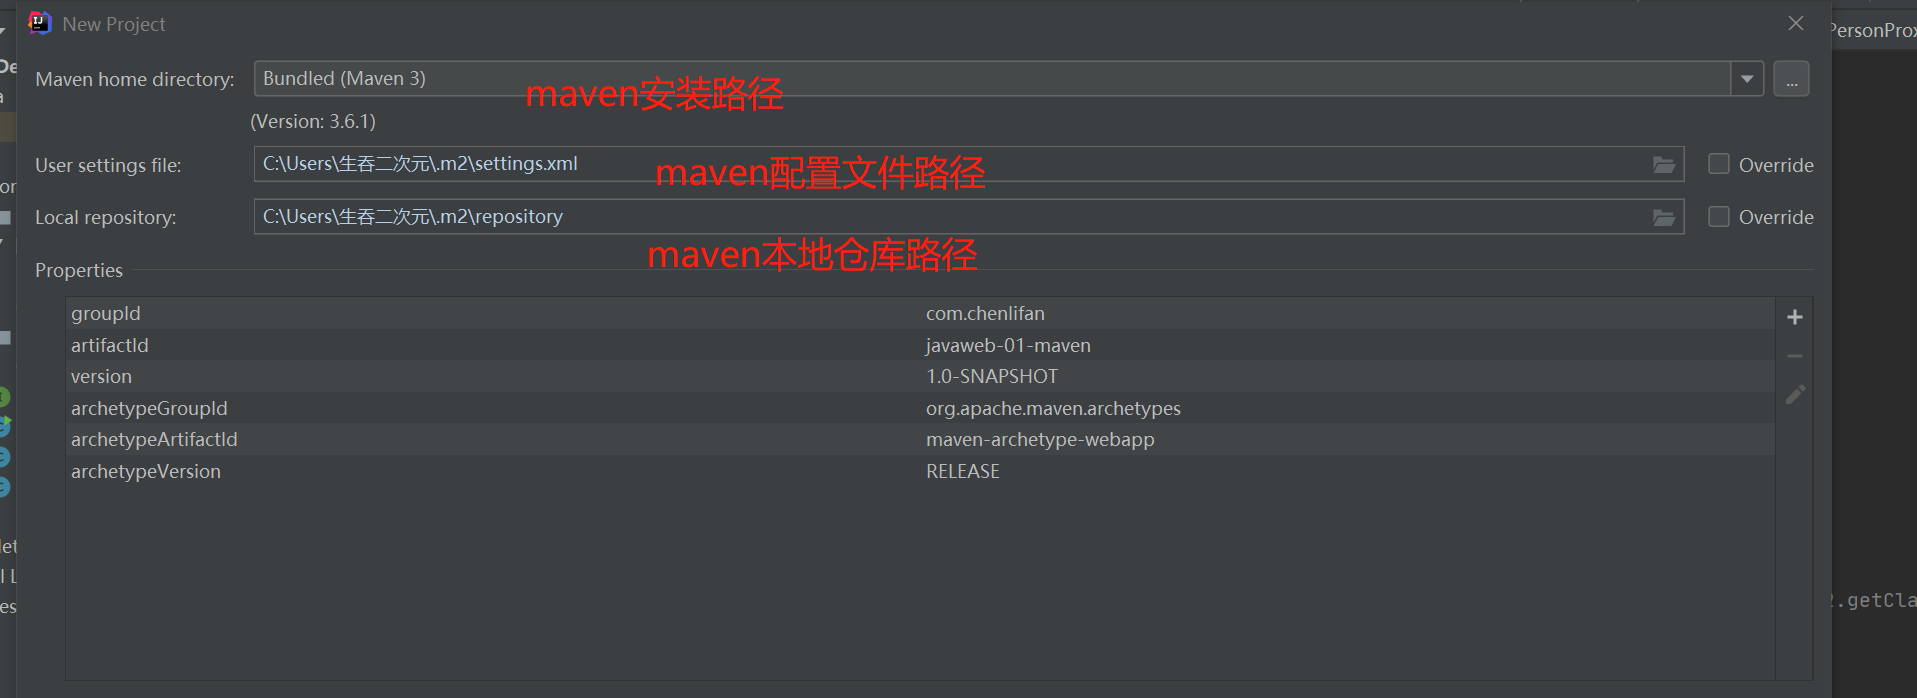 New Project
PersonProx
De
Maven home directory: Bundled (Maven 3) ...
maven安装路径
(Version: 3.6.1)
User settings file: C:\Users\生吞二次元\.m2\settings.xml Override
maven配置文件路径
Local repository: C:\Users\生吞二次元\.m2\repository Override
maven本地仓库路径
Properties
groupId com.chenlifan
artifactId javaweb-01-maven
version 1.0-SNAPSHOT
archetypeGroupId org.apache.maven.archetypes
archetypeArtifactId maven-archetype-webapp
archetypeVersion RELEASE
2.getCla